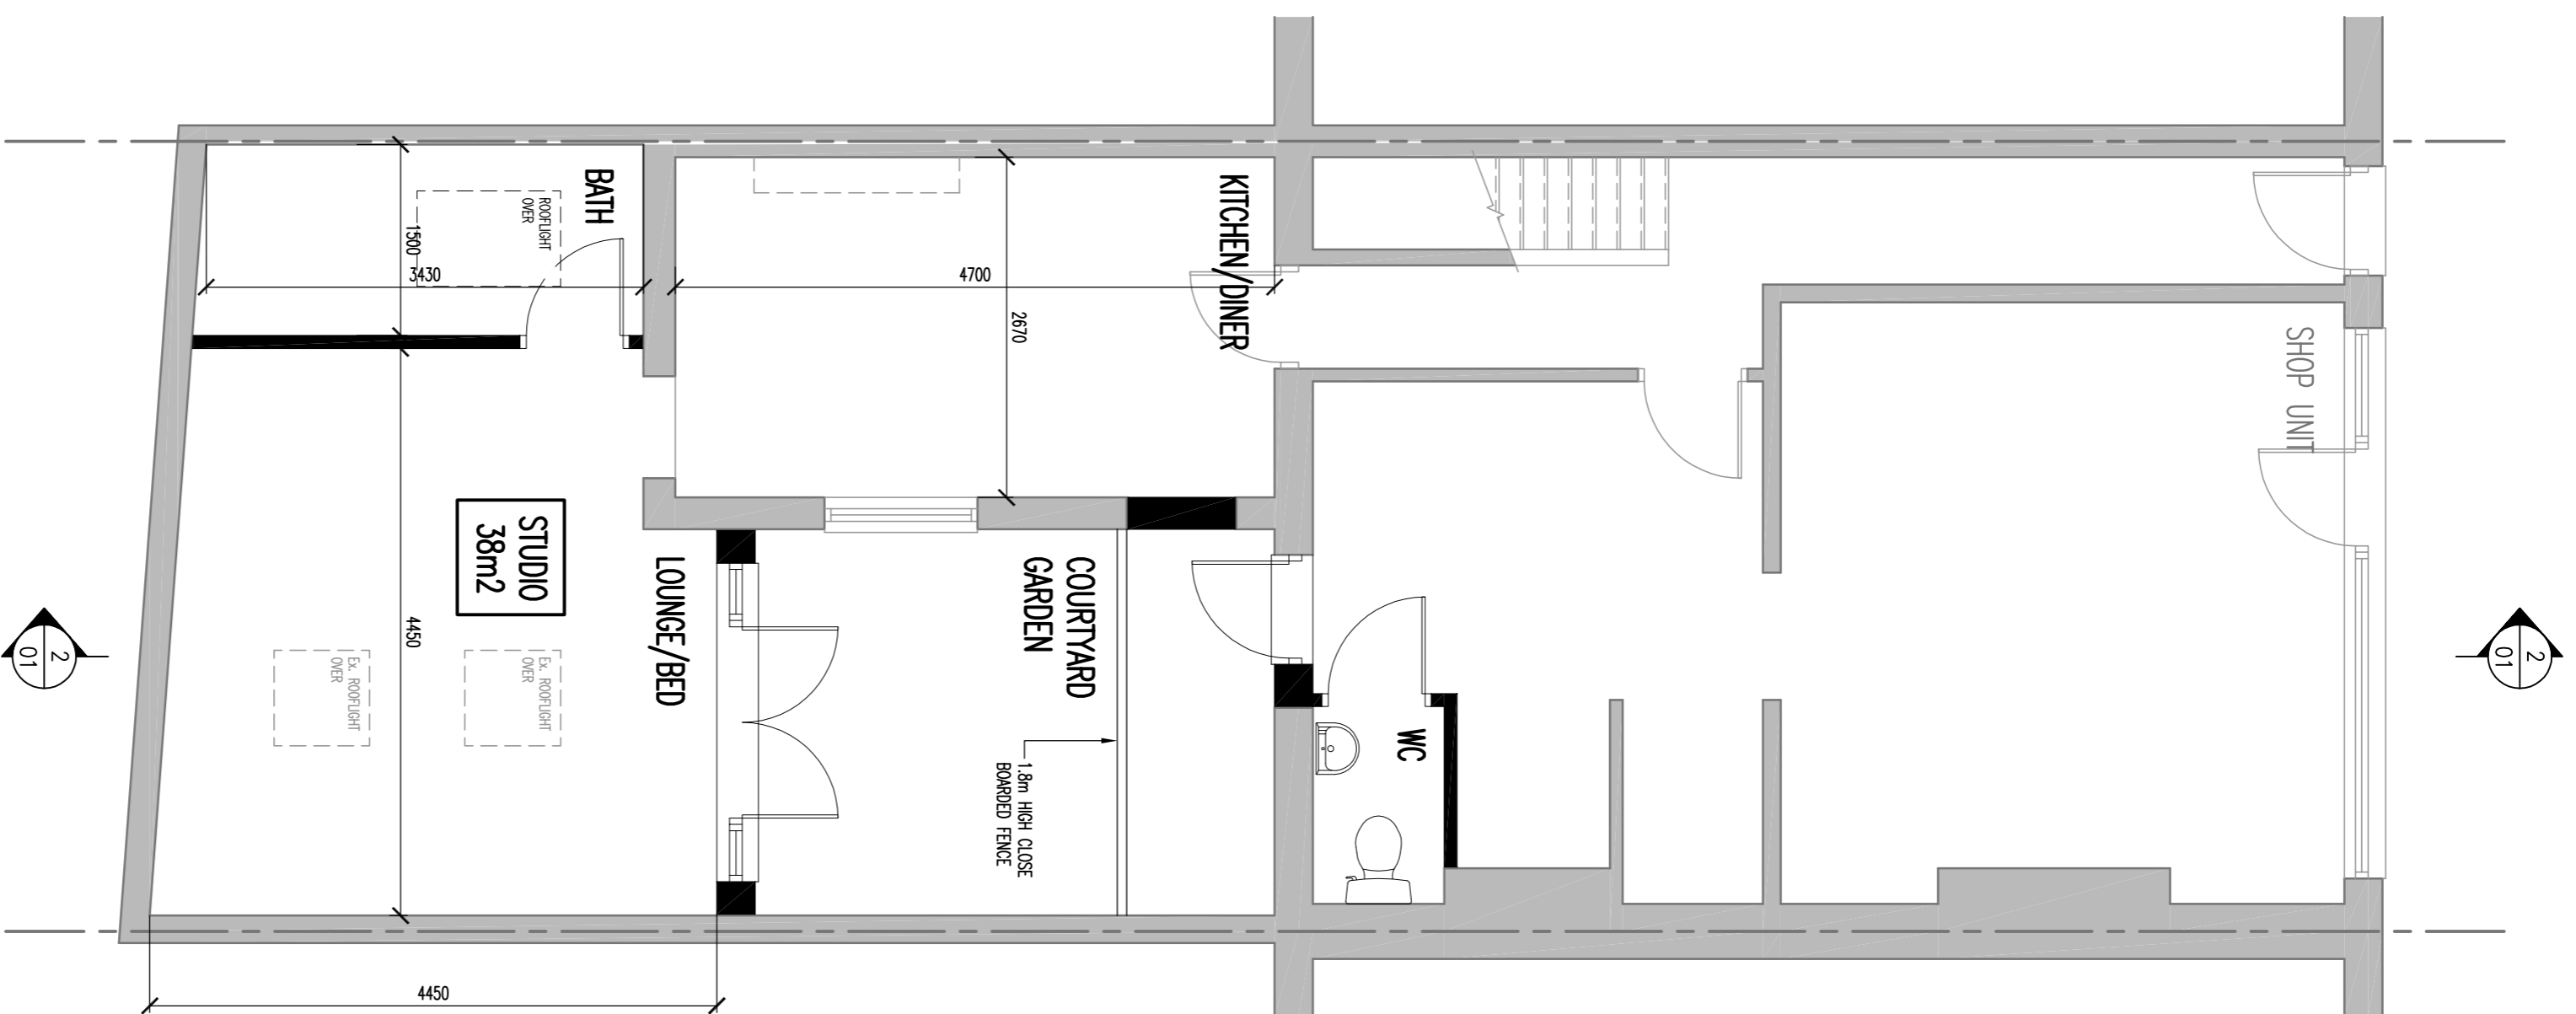 BATH
ROOFLIGHT
OVER
1500
3430
4700
2670
KITCHEN/DINER
SHOP UNIT
STUDIO
38m2
4450
LOUNGE/BED
COURTYARD
GARDEN
Ex. ROOFLIGHT
OVER
Ex. ROOFLIGHT
OVER
1.8m HIGH CLOSE
BOARDED FENCE
WC
2
01
2
01
4450